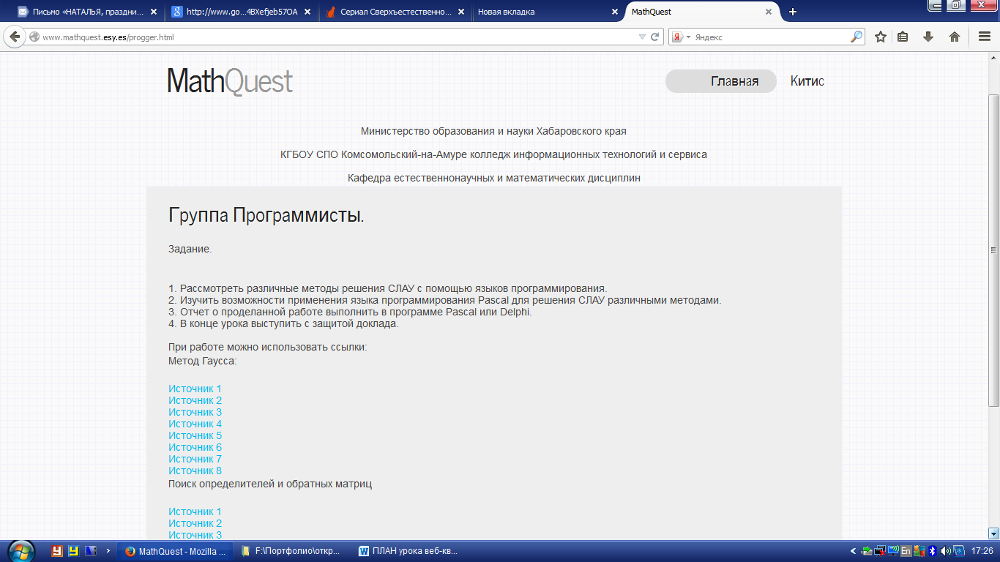 Письмо «НАТАЛЬЯ, праздни...
http://www.go...4BXefjeb57OA
Сериал Сверхъестественно...
Новая вкладка
MathQuest
www.mathquest.esy.es/progger.html
Яндекс
MathQuest
Главная
Китис
Министерство образования и науки Хабаровского края
КГБОУ СПО Комсомольский-на-Амуре колледж информационных технологий и сервиса
Кафедра естественнонаучных и математических дисциплин
Группа Программисты.
Задание.
1. Рассмотреть различные методы решения СЛАУ с помощью языков программирования.
2. Изучить возможности применения языка программирования Pascal для решения СЛАУ различными методами.
3. Отчет о проделанной работе выполнить в программе Pascal или Delphi.
4. В конце урока выступить с защитой доклада.
При работе можно использовать ссылки:
Метод Гаусса:
Источник 1
Источник 2
Источник 3
Источник 4
Источник 5
Источник 6
Источник 7
Источник 8
Поиск определителей и обратных матриц
Источник 1
Источник 2
Источник 3
MathQuest - Mozilla ...
F:\Портфолио\откр...
ПЛАН урока веб-кв...
En
17:26